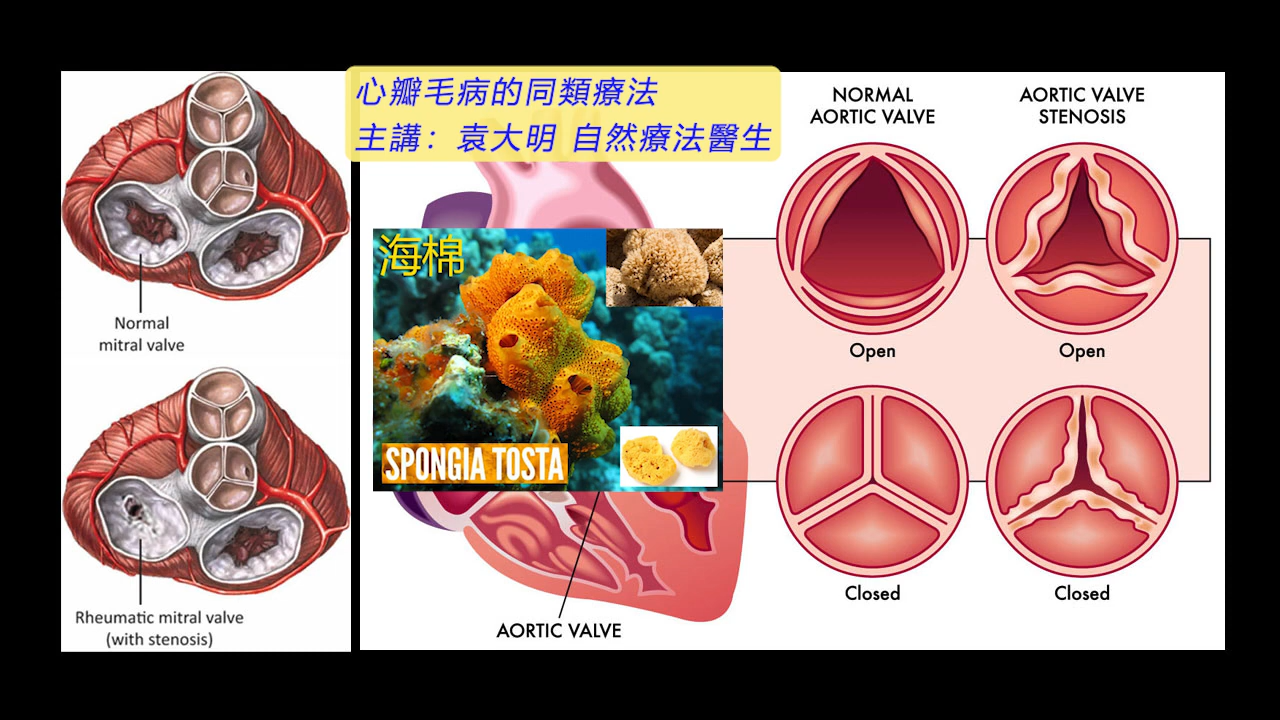 心瓣毛病的同類療法
主講：袁大明 自然療法醫生
NORMAL
AORTIC VALVE
AORTIC VALVE
STENOSIS
海棉
SPONGIA TOSTA
Normal
mitral valve
Open
Open
Rheumatic mitral valve
(with stenosis)
AORTIC VALVE
Closed
Closed